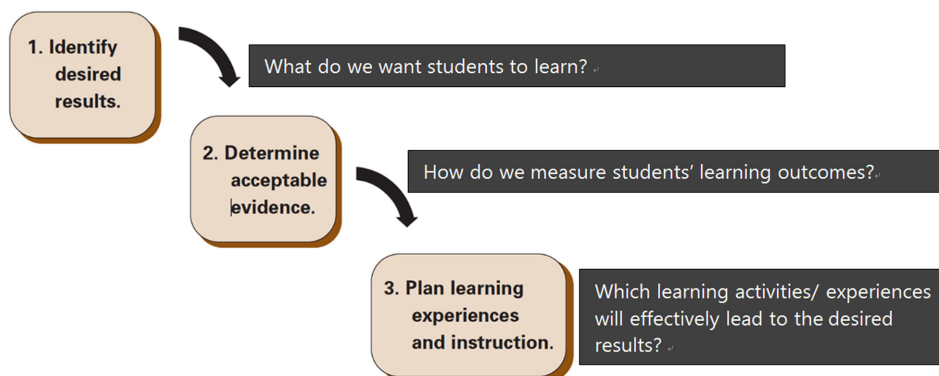 1. Identify
desired
results.
What do we want students to learn?
2. Determine
acceptable
evidence.
How do we measure students’ learning outcomes?
3. Plan learning
experiences
and instruction.
Which learning activities/ experiences
will effectively lead to the desired
results?